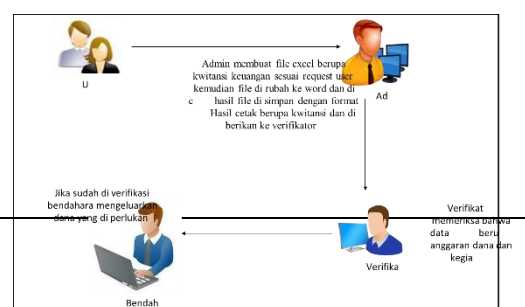 U
Admin membuat file excel berupa
kwitansi keuangan sesuai request user
kemudian file di rubah ke word dan di
c hasil file di simpan dengan format
Hasil cetak berupa kwitansi dan di
berikan ke verifikator
Ad
Jika sudah di verifikasi
bendahara mengeluarkan
dana yang di perlukan
Verifikat
memeriksa bahwa
data beru
anggaran dana dan
kegia
Verifika
Bendah